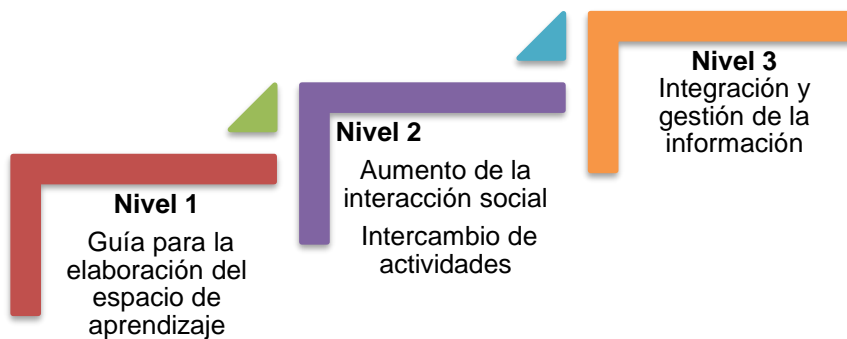 Nivel 1
Guía para la
elaboración del
espacio de
aprendizaje
Nivel 2
Aumento de la
interacción social
Intercambio de
actividades
Nivel 3
Integración y
gestión de la
información